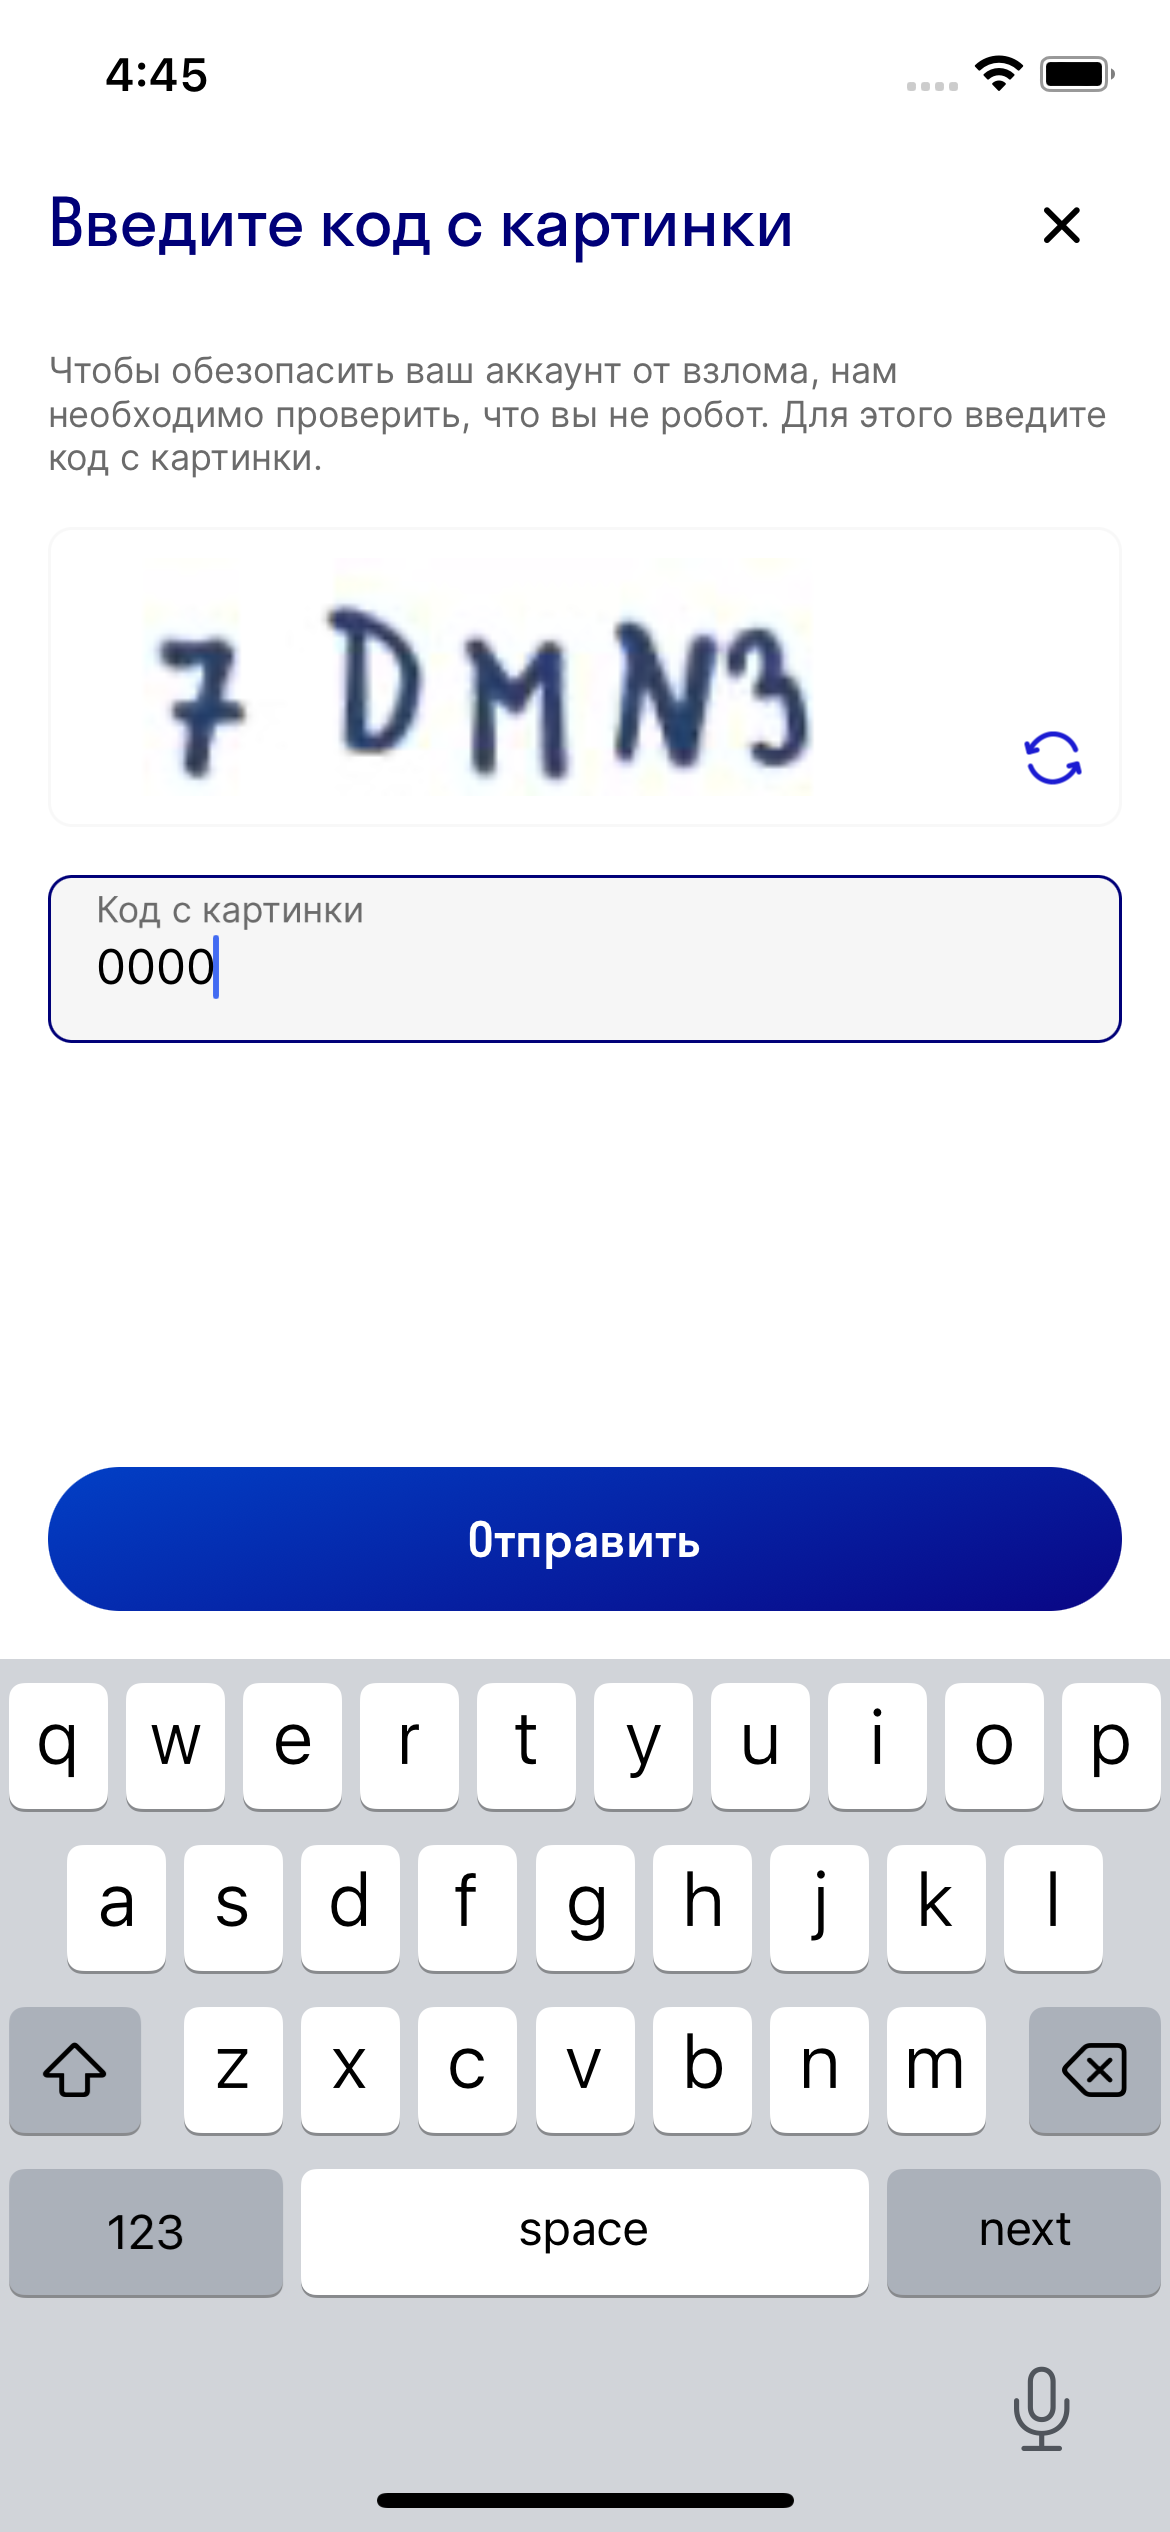 4:45
Введите код с картинки
Чтобы обезопасить ваш аккаунт от взлома, нам
необходимо проверить, что вы не робот. Для этого введите
код с картинки.
7 DMN3
Код с картинки
0000
Отправить
q w e r t y u i o p
a s d f g h j k l
z x c v b n m
123 space next